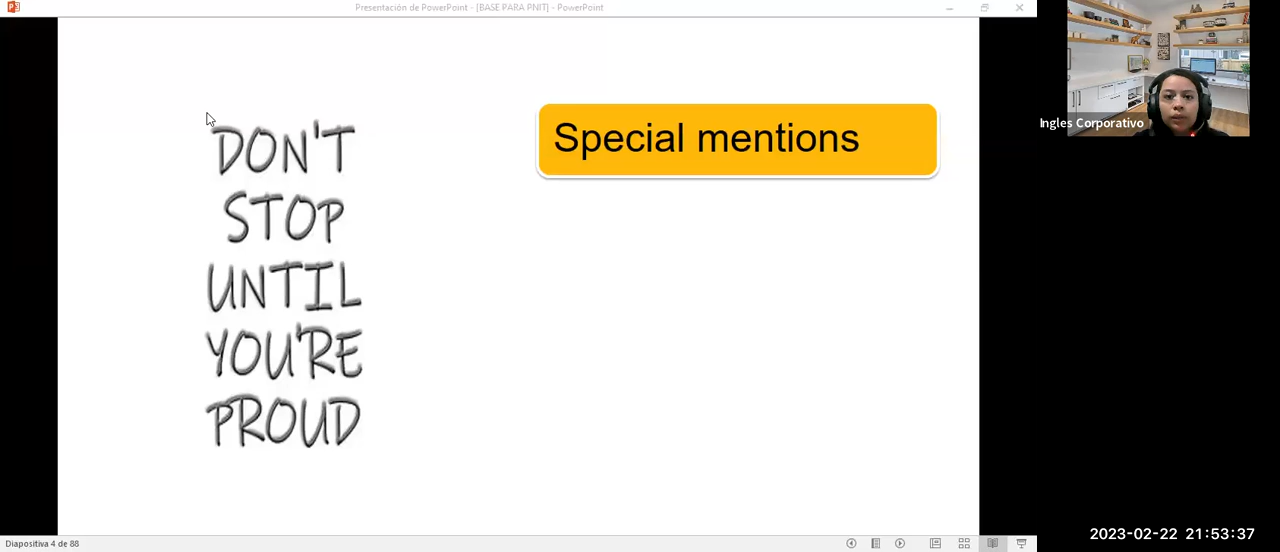 Presentación de PowerPoint - [BASE PARA PNIT] - PowerPoint
DON'T
STOP
UNTIL
YOU'RE
PROUD
Special mentions
Ingles Corporativo
Diapositiva 4 de 88
2023-02-22 21:53:37